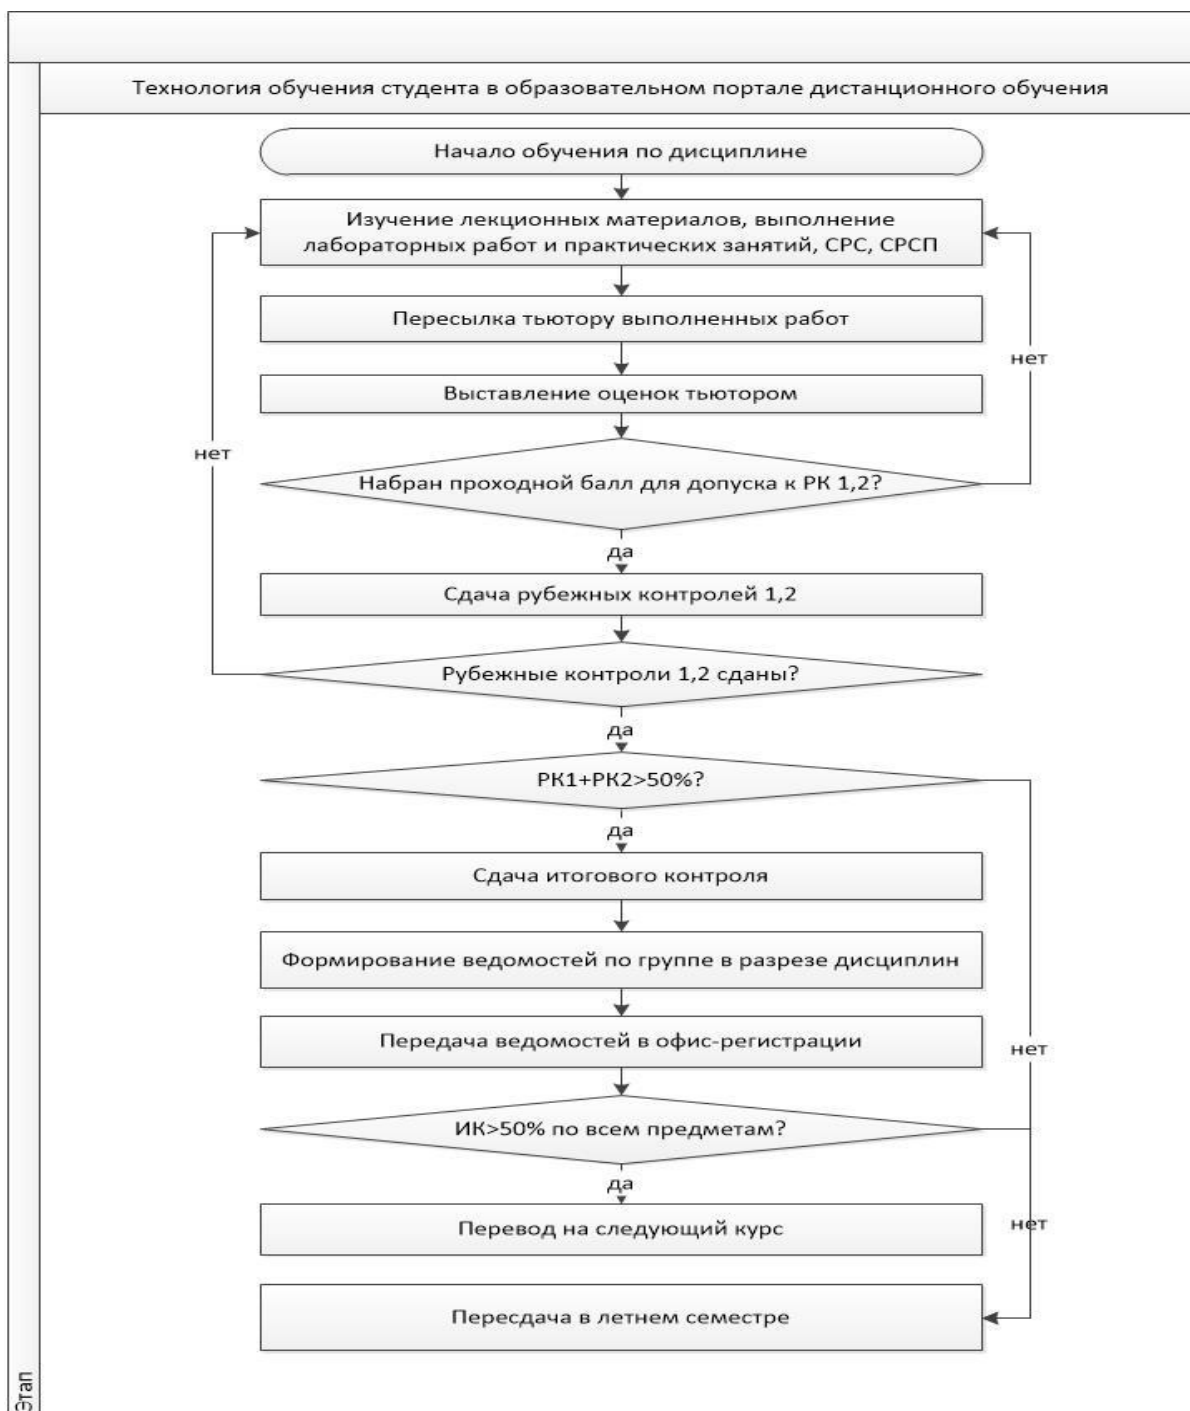 Технология обучения студента в образовательном портале дистанционного обучения
Начало обучения по дисциплине
Изучение лекционных материалов, выполнение
лабораторных работ и практических занятий, СРС, СРСП
Пересылка тьютору выполненных работ
нет
Выставление оценок тьютором
нет
Набран проходной балл для допуска к РК 1,2?
да
Сдача рубежных контролей 1,2
Рубежные контроли 1,2 сданы?
да
РК1+РК2>50%?
да
Сдача итогового контроля
Формирование ведомостей по группе в разрезе дисциплин
Передача ведомостей в офис-регистрации
нет
ИК>50% по всем предметам?
да
Перевод на следующий курс
нет
Пересдача в летнем семестре
Этап